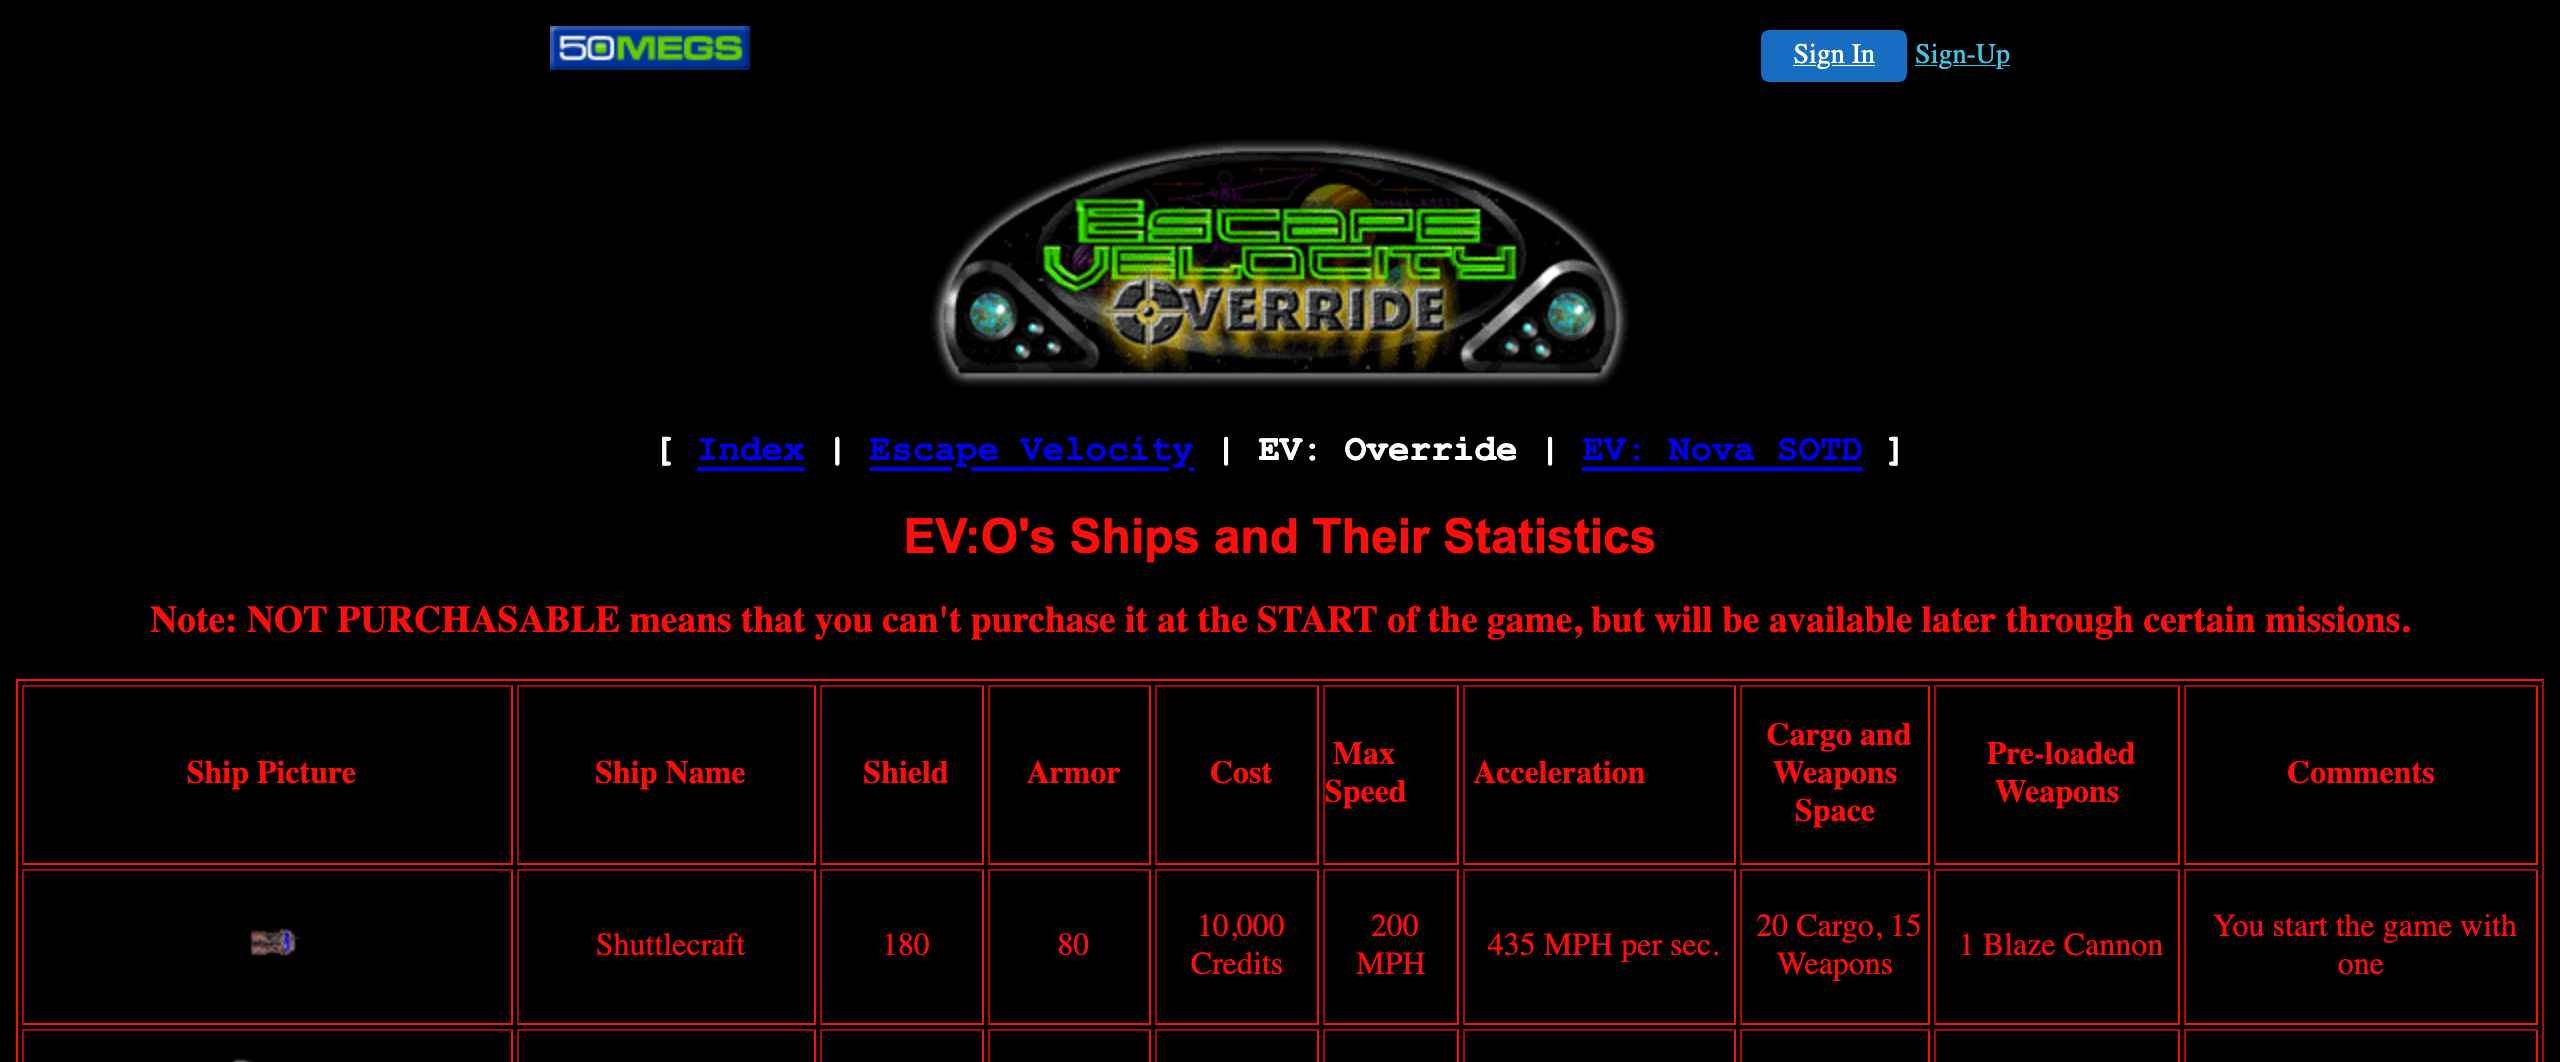 50MEGS
Sign In Sign-Up
ESCAPE
VELOCITY
OVERRIDE
[ Index | Escape Velocity | EV: Override | EV: Nova SOTD ]
EV:O's Ships and Their Statistics
Note: NOT PURCHASABLE means that you can't purchase it at the START of the game, but will be available later through certain missions.
Ship Picture
Ship Name
Shield
Armor
Cost
Max
Speed
Acceleration
Cargo and
Weapons
Space
Pre-loaded
Weapons
Comments
Shuttlecraft
180
80
10,000
Credits
200
MPH
435 MPH per sec.
20 Cargo, 15
Weapons
1 Blaze Cannon
You start the game with
one